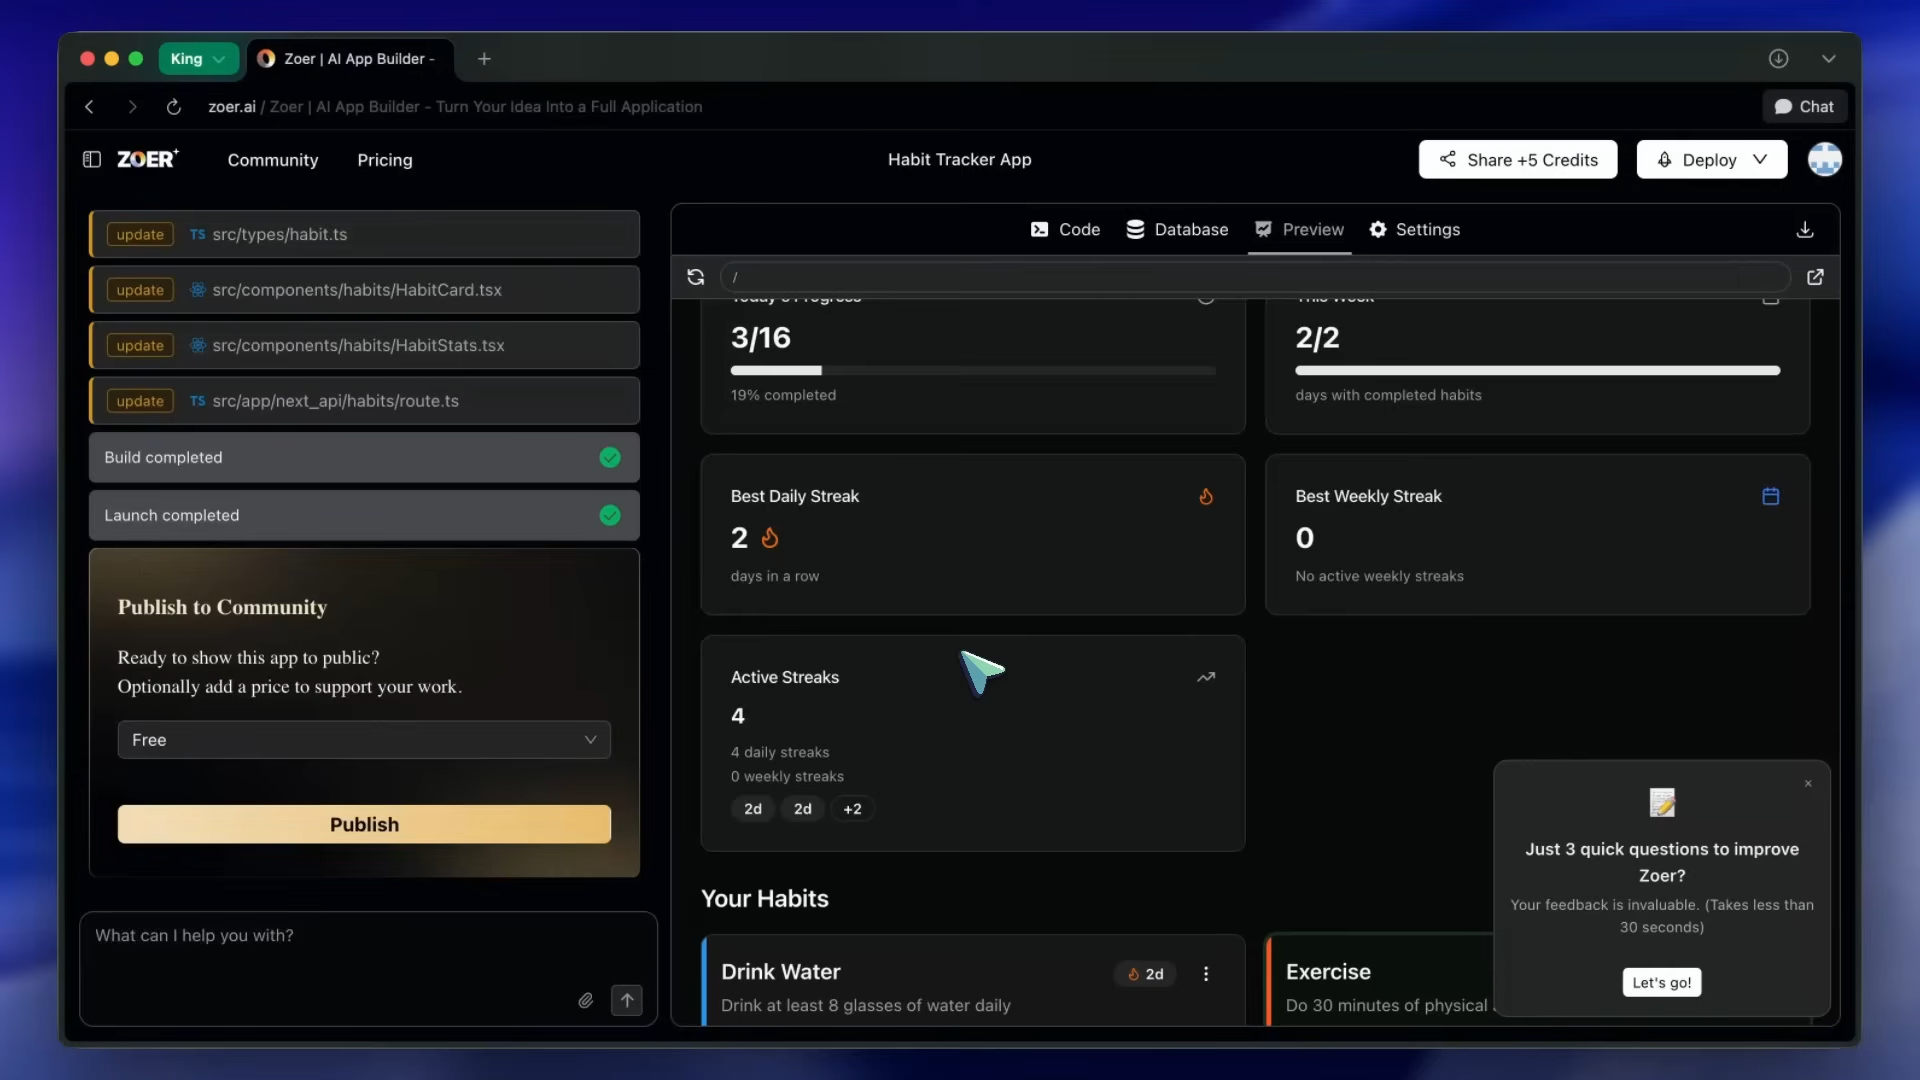 King
Zoer | AI App Builder -
zoer.ai / Zoer | AI App Builder - Turn Your Idea Into a Full Application
Chat
ZOER+
Community
Pricing
Habit Tracker App
Share +5 Credits
Deploy
update TS src/types/habit.ts
update src/components/habits/HabitCard.tsx
update src/components/habits/HabitStats.tsx
update TS src/app/next_api/habits/route.ts
Build completed
Launch completed
Publish to Community
Ready to show this app to public?
Optionally add a price to support your work.
Free
Publish
What can I help you with?
Code
Database
Preview
Settings
/
Today's Progress
3/16
19% completed
This Week
2/2
days with completed habits
Best Daily Streak
2
days in a row
Best Weekly Streak
0
No active weekly streaks
Active Streaks
4
4 daily streaks
0 weekly streaks
2d
2d
+2
Your Habits
Drink Water
2d
Drink at least 8 glasses of water daily
Exercise
Do 30 minutes of physical
Just 3 quick questions to improve
Zoer?
Your feedback is invaluable. (Takes less than
30 seconds)
Let's go!